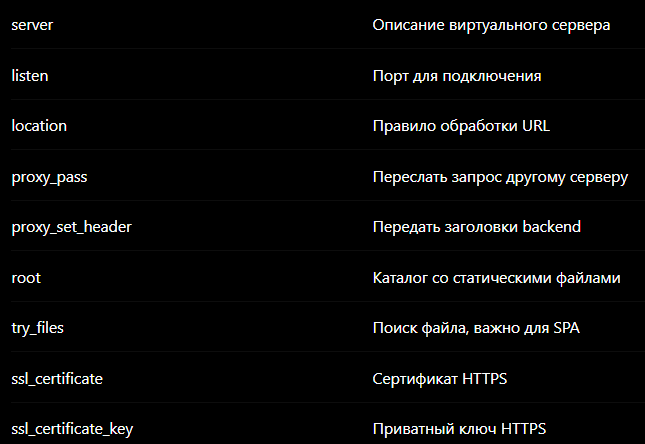 server Описание виртуального сервера
listen Порт для подключения
location Правило обработки URL
proxy_pass Переслать запрос другому серверу
proxy_set_header Передать заголовки backend
root Каталог со статическими файлами
try_files Поиск файла, важно для SPA
ssl_certificate Сертификат HTTPS
ssl_certificate_key Приватный ключ HTTPS